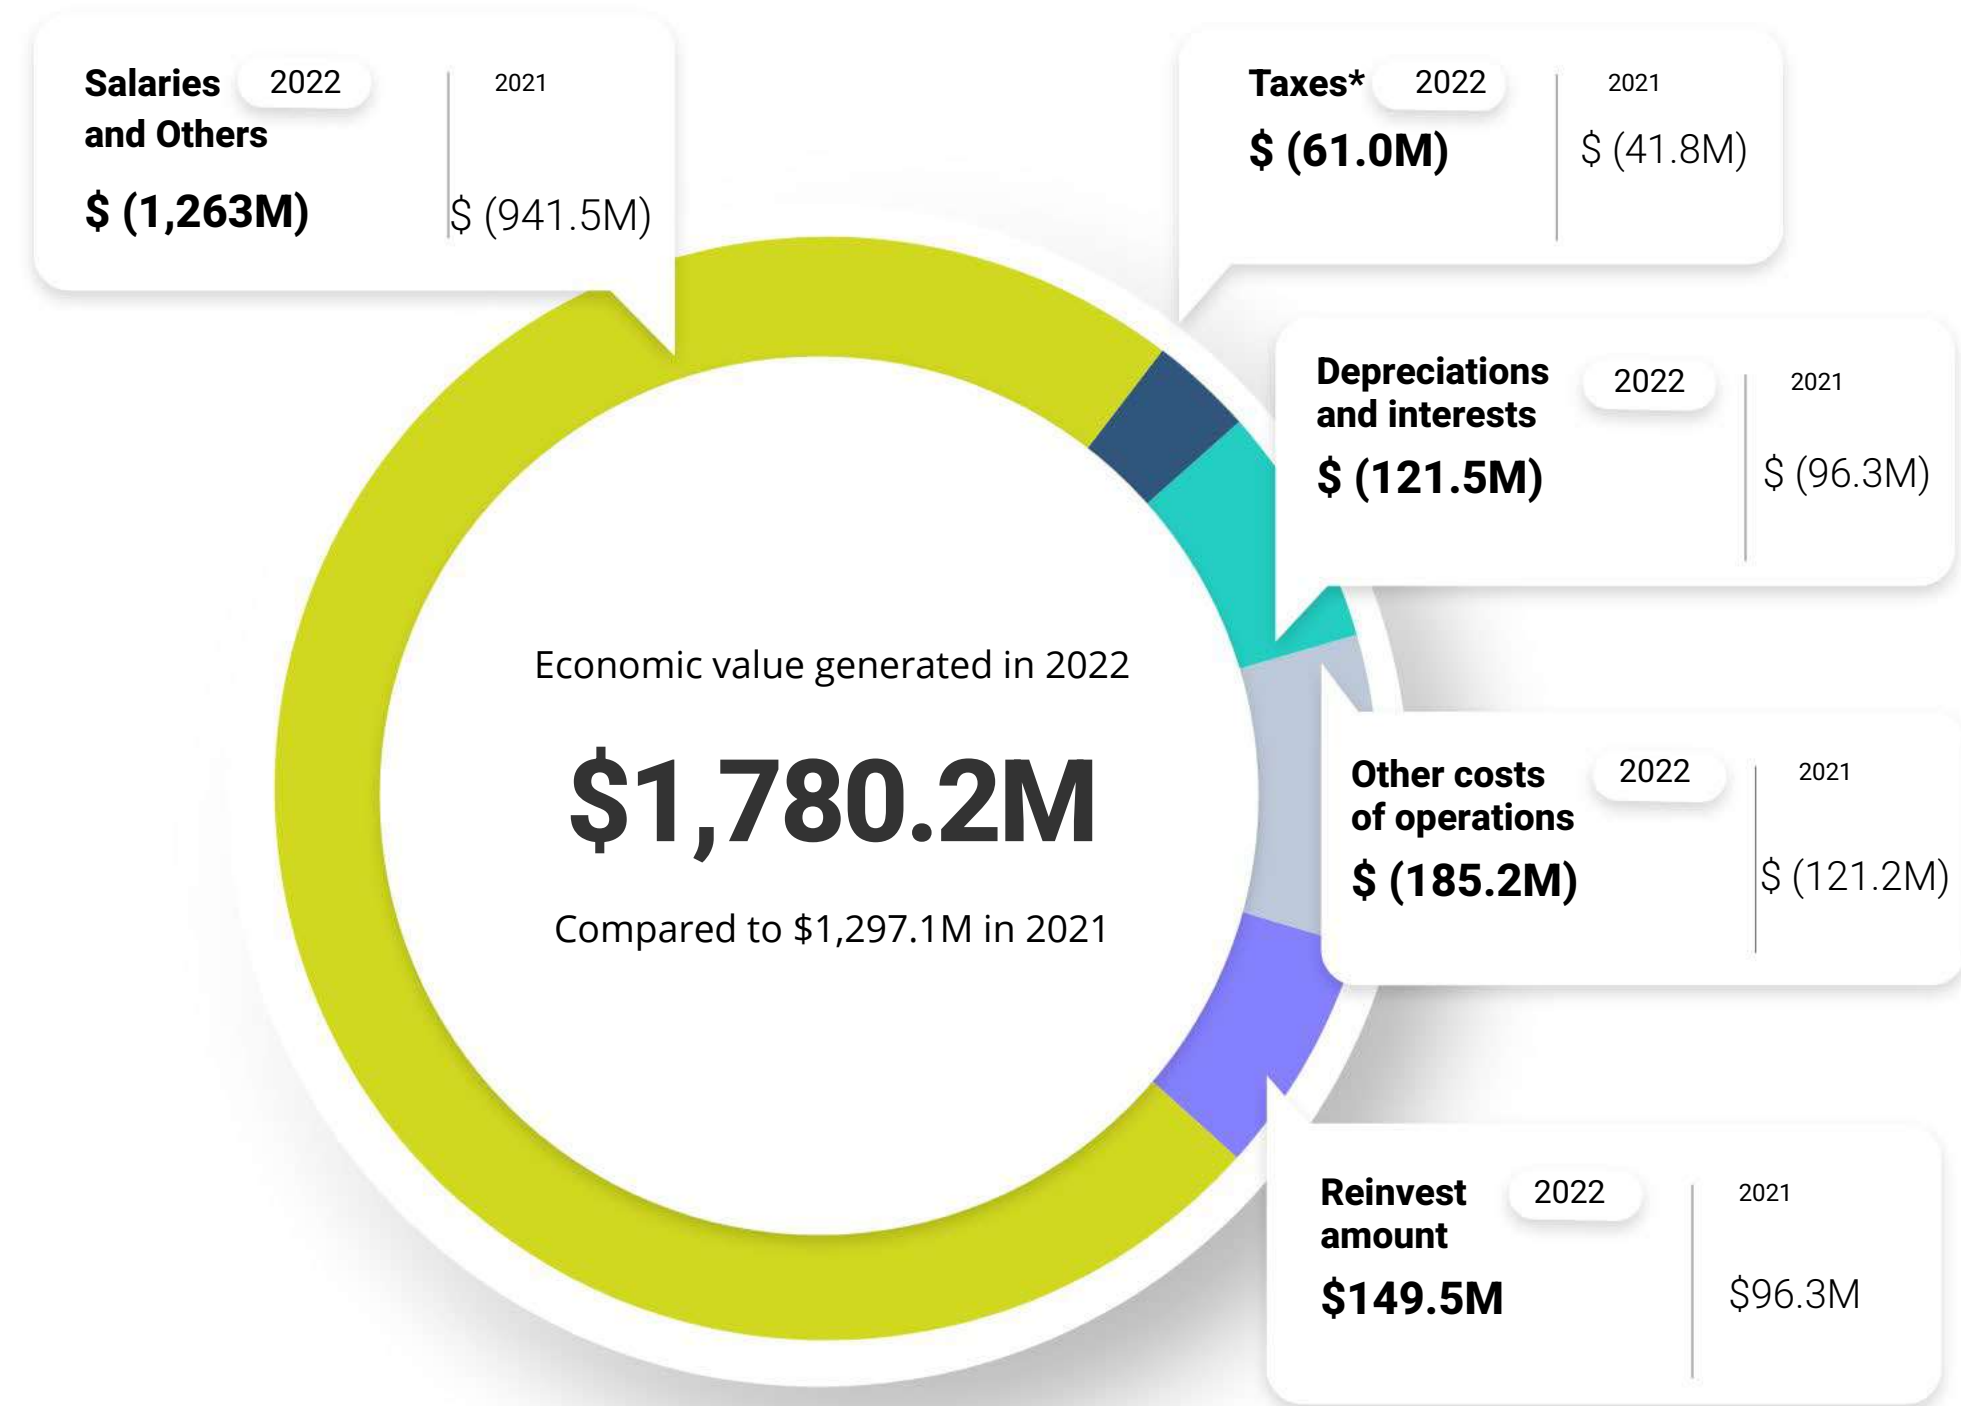 Salaries 2022 2021
and Others
$ (1,263M) $ (941.5M)
Taxes* 2022 2021
$ (61.0M) $ (41.8M)
Depreciations 2022 2021
and interests
$ (121.5M) $ (96.3M)
Economic value generated in 2022
$1,780.2M
Compared to $1,297.1M in 2021
Other costs 2022 2021
of operations
$ (185.2M) $ (121.2M)
Reinvest 2022 2021
amount
$149.5M $96.3M